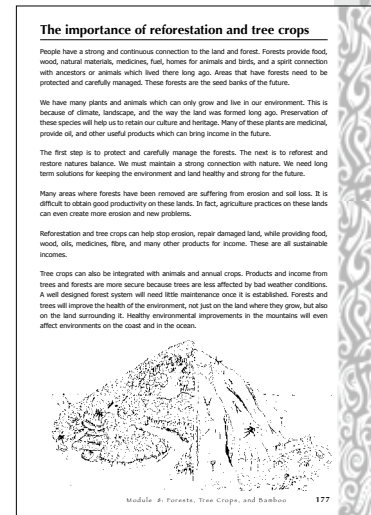 The importance of reforestation and tree crops
People have a strong and continuous connection to the land and forest. Forests provide food,
wood, natural materials, medicines, fuel, homes for animals and birds, and a spirit connection
with ancestors or animals which lived there long ago. Areas that have forests need to be
protected and carefully managed. These forests are the seed banks of the future.
We have many plants and animals which can only grow and live in our environment. This is
because of climate, landscape, and the way the land was formed long ago. Preservation of
these species will help us to retain our culture and heritage. Many of these plants are medicinal,
provide oil, and other useful products which can bring income in the future.
The first step is to protect and carefully manage the forests. The next is to reforest and
restore natures balance. We must maintain a strong connection with nature. We need long
term solutions for keeping the environment and land healthy and strong for the future.
Many areas where forests have been removed are suffering from erosion and soil loss. It is
difficult to obtain good productivity on these lands. In fact, agriculture practices on these lands
can even create more erosion and new problems.
Reforestation and tree crops can help stop erosion, repair damaged land, while providing food,
wood, oils, medicines, fibre, and many other products for income. These are all sustainable
incomes.
Tree crops can also be integrated with animals and annual crops. Products and income from
trees and forests are more secure because trees are less affected by bad weather conditions.
A well designed forest system will need little maintenance once it is established. Forests and
trees will improve the health of the environment, not just on the land where they grow, but also
on the land surrounding it. Healthy environmental improvements in the mountains will even
affect environments on the coast and in the ocean.
Module 8: Forests, Tree Crops, and Bamboo 177